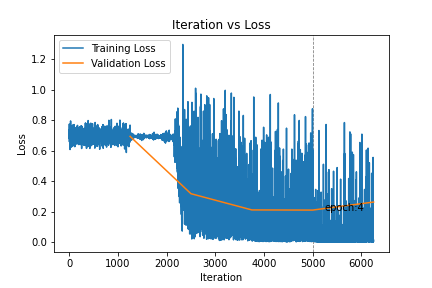 Iteration vs Loss
Training Loss
Validation Loss
Loss
1.2
1.0
0.8
0.6
0.4
0.2
0.0
epoch:4
0 1000 2000 3000 4000 5000 6000
Iteration